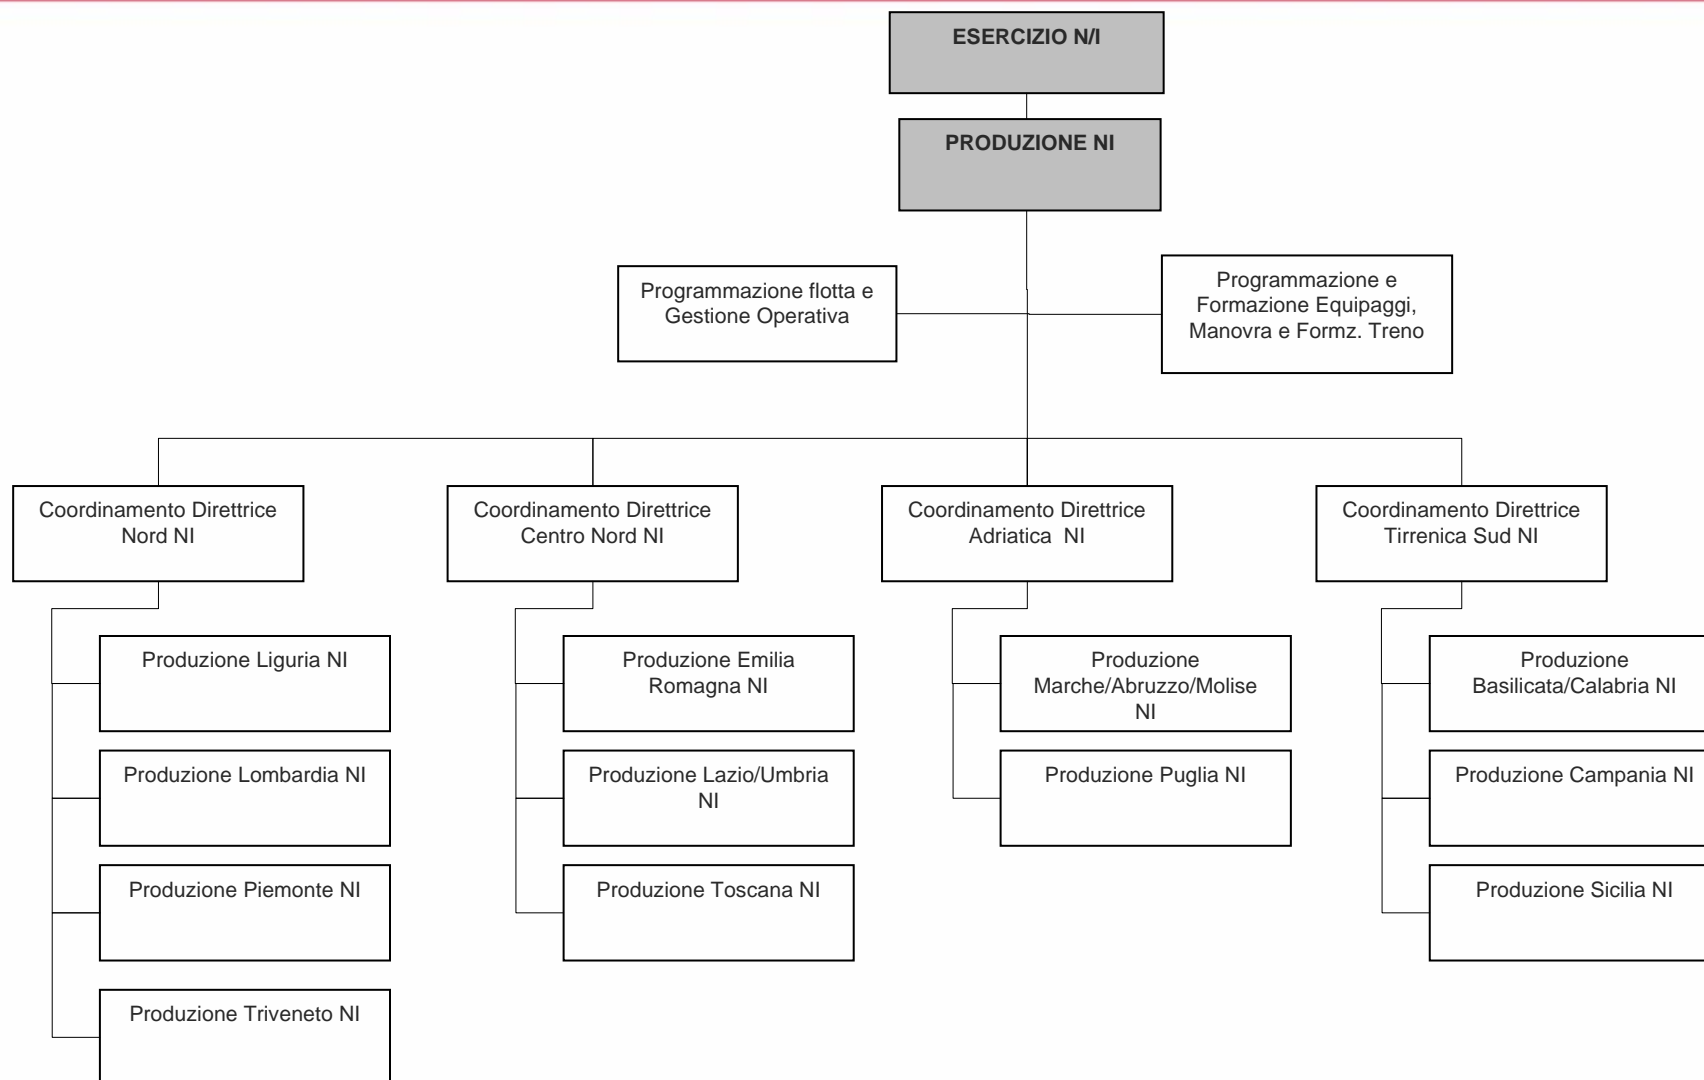 ESERCIZIO N/I
PRODUZIONE NI
Programmazione flotta e
Gestione Operativa
Programmazione e
Formazione Equipaggi,
Manovra e Formz. Treno
Coordinamento Direttrice
Nord NI
Coordinamento Direttrice
Centro Nord NI
Coordinamento Direttrice
Adriatica  NI
Coordinamento Direttrice
Tirrenica Sud NI
Produzione Liguria NI
Produzione Lombardia NI
Produzione Piemonte NI
Produzione Triveneto NI
Produzione Emilia
Romagna NI
Produzione Lazio/Umbria
NI
Produzione Toscana NI
Produzione
Marche/Abruzzo/Molise
NI
Produzione Puglia NI
Produzione
Basilicata/Calabria NI
Produzione Campania NI
Produzione Sicilia NI